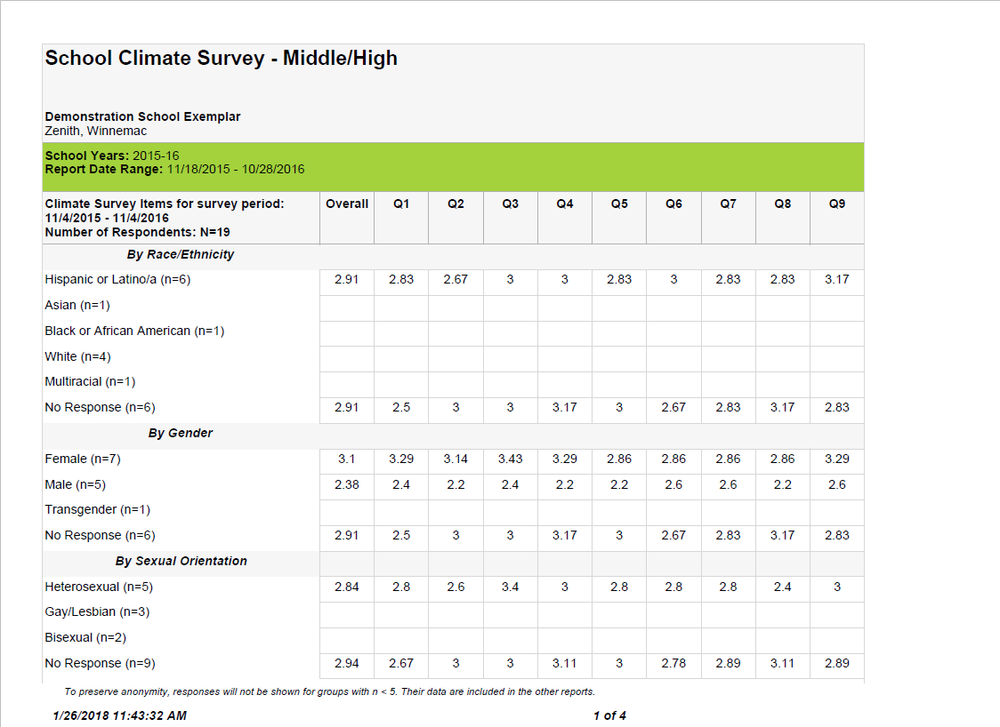 School Climate Survey - Middle/High
Demonstration School Exemplar
Zenith, Winnemac
School Years: 2015-16
Report Date Range: 11/18/2015 - 10/28/2016
Climate Survey Items for survey period:
11/4/2015 - 11/4/2016
Number of Respondents: N=19
Overall Q1 Q2 Q3 Q4 Q5 Q6 Q7 Q8 Q9
By Race/Ethnicity
Hispanic or Latino/a (n=6) 2.91 2.83 2.67 3 3 2.83 3 2.83 2.83 3.17
Asian (n=1)
Black or African American (n=1)
White (n=4)
Multiracial (n=1)
No Response (n=6) 2.91 2.5 3 3 3.17 3 2.67 2.83 3.17 2.83
By Gender
Female (n=7) 3.1 3.29 3.14 3.43 3.29 2.86 2.86 2.86 2.86 3.29
Male (n=5) 2.38 2.4 2.2 2.4 2.2 2.2 2.6 2.6 2.2 2.6
Transgender (n=1)
No Response (n=6) 2.91 2.5 3 3 3.17 3 2.67 2.83 3.17 2.83
By Sexual Orientation
Heterosexual (n=5) 2.84 2.8 2.6 3.4 3 2.8 2.8 2.8 2.4 3
Gay/Lesbian (n=3)
Bisexual (n=2)
No Response (n=9) 2.94 2.67 3 3 3.11 3 2.78 2.89 3.11 2.89
To preserve anonymity, responses will not be shown for groups with n < 5. Their data are included in the other reports.
1/26/2018 11:43:32 AM 1 of 4